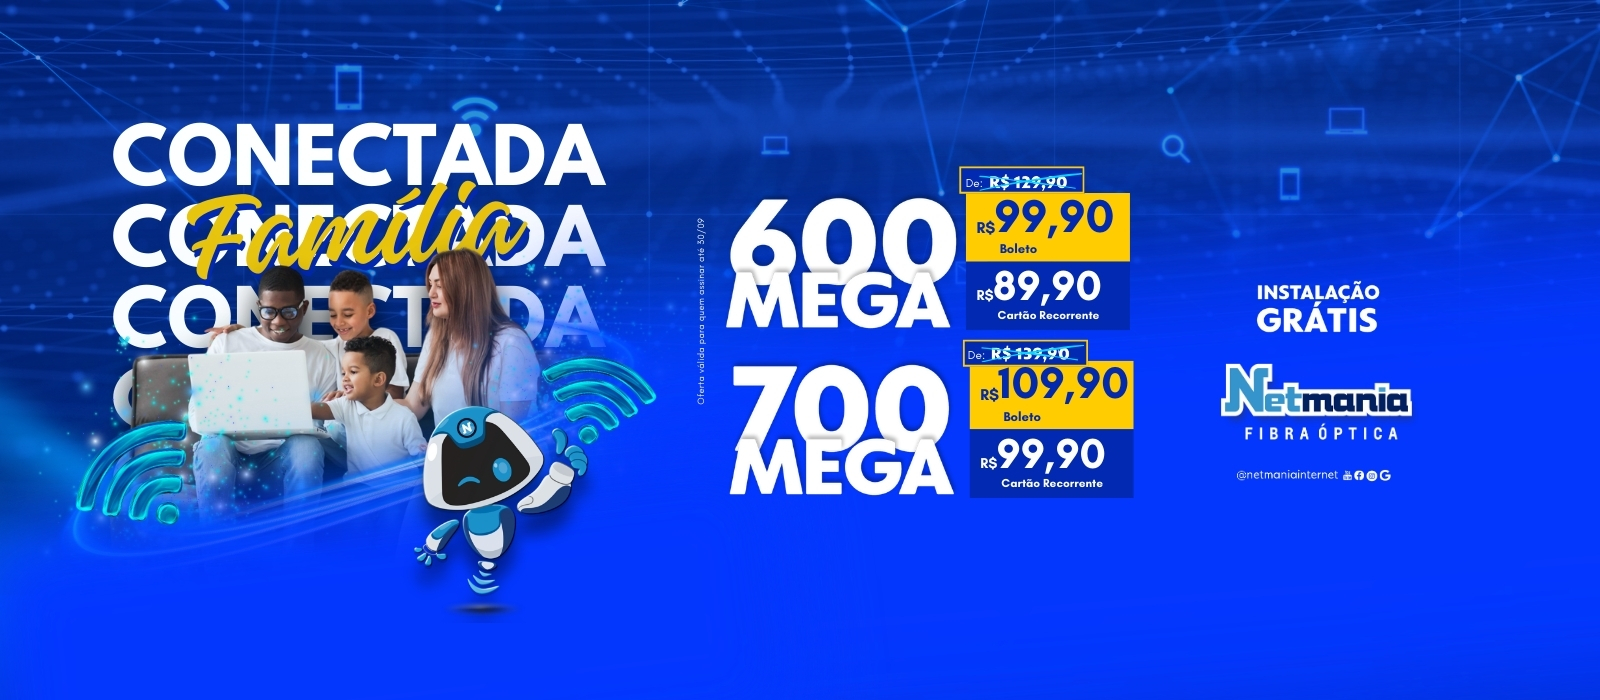 CONECTADA
CONECTADA
Família
CONECTADA
Oferta válida para quem assinar até 30/09
600
MEGA
De: R$ 129,90
R$99,90
Boleto
R$89,90
Cartão Recorrente
700
MEGA
De: R$ 139,90
R$109,90
Boleto
R$99,90
Cartão Recorrente
INSTALAÇÃO
GRÁTIS
Netmania
FIBRA ÓPTICA
@netmaniainternet
N